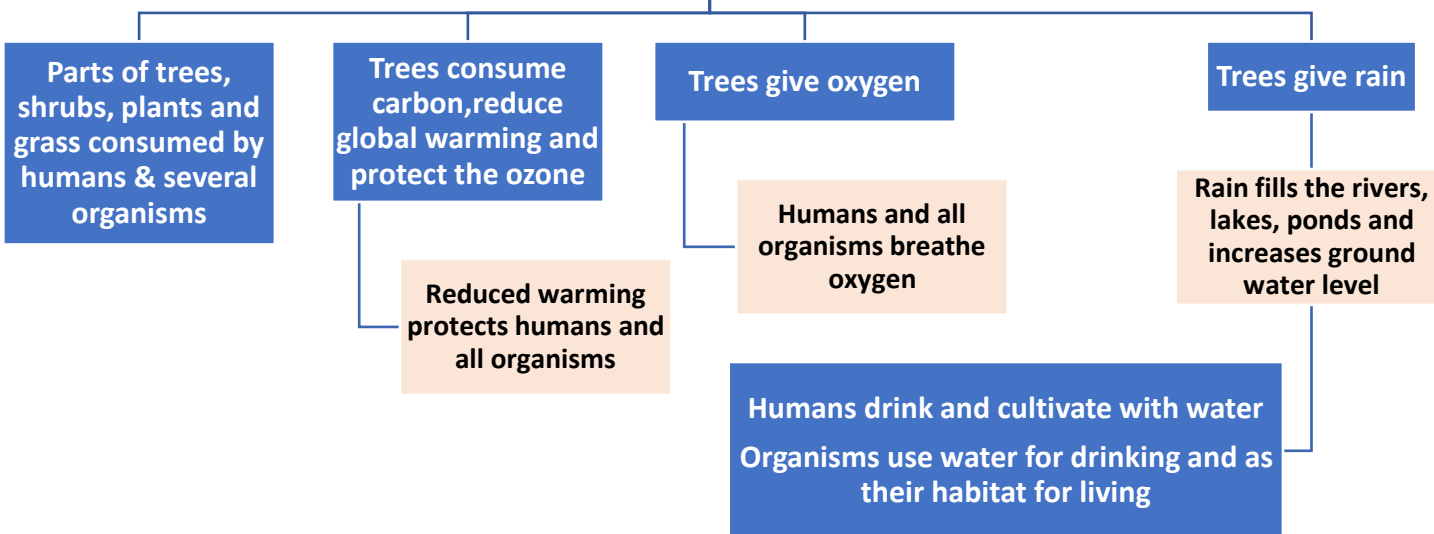 Parts of trees,
shrubs, plants and
grass consumed by
humans & several
organisms
Trees consume
carbon,reduce
global warming and
protect the ozone
Reduced warming
protects humans and
all organisms
Trees give oxygen
Humans and all
organisms breathe
oxygen
Trees give rain
Rain fills the rivers,
lakes, ponds and
increases ground
water level
Humans drink and cultivate with water
Organisms use water for drinking and as
their habitat for living